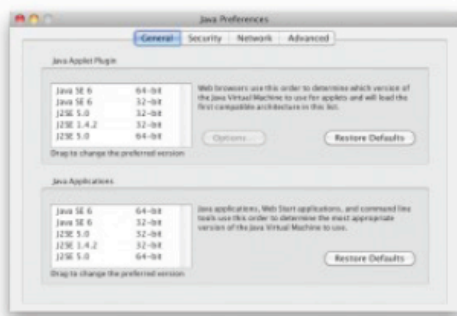 Java Preferences
General Security Network Advanced
Java Applet Plugin
Java SE 6 64-bit
Java SE 6 32-bit
J2SE 5.0 32-bit
J2SE 1.4.2 32-bit
J2SE 5.0 64-bit
Drag to change the preferred version
Web browsers use this order to determine which version of
the Java Virtual Machine to use for applets and will load the
first compatible architecture in this list.
Options... Restore Defaults
Java Applications
Java SE 6 64-bit
Java SE 6 32-bit
J2SE 5.0 32-bit
J2SE 1.4.2 32-bit
J2SE 5.0 64-bit
Drag to change the preferred version
Java applications, Web Start applications, and command line
tools use this order to determine the most appropriate
version of the Java Virtual Machine to use.
Restore Defaults